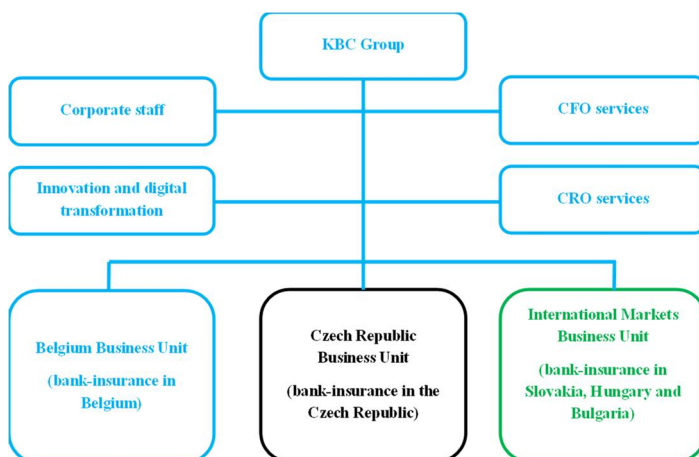 KBC Group
Corporate staff
CFO services
Innovation and digital
transformation
CRO services
Belgium Business Unit
(bank-insurance in
Belgium)
Czech Republic
Business Unit
(bank-insurance in the
Czech Republic)
International Markets
Business Unit
(bank-insurance in
Slovakia, Hungary and
Bulgaria)